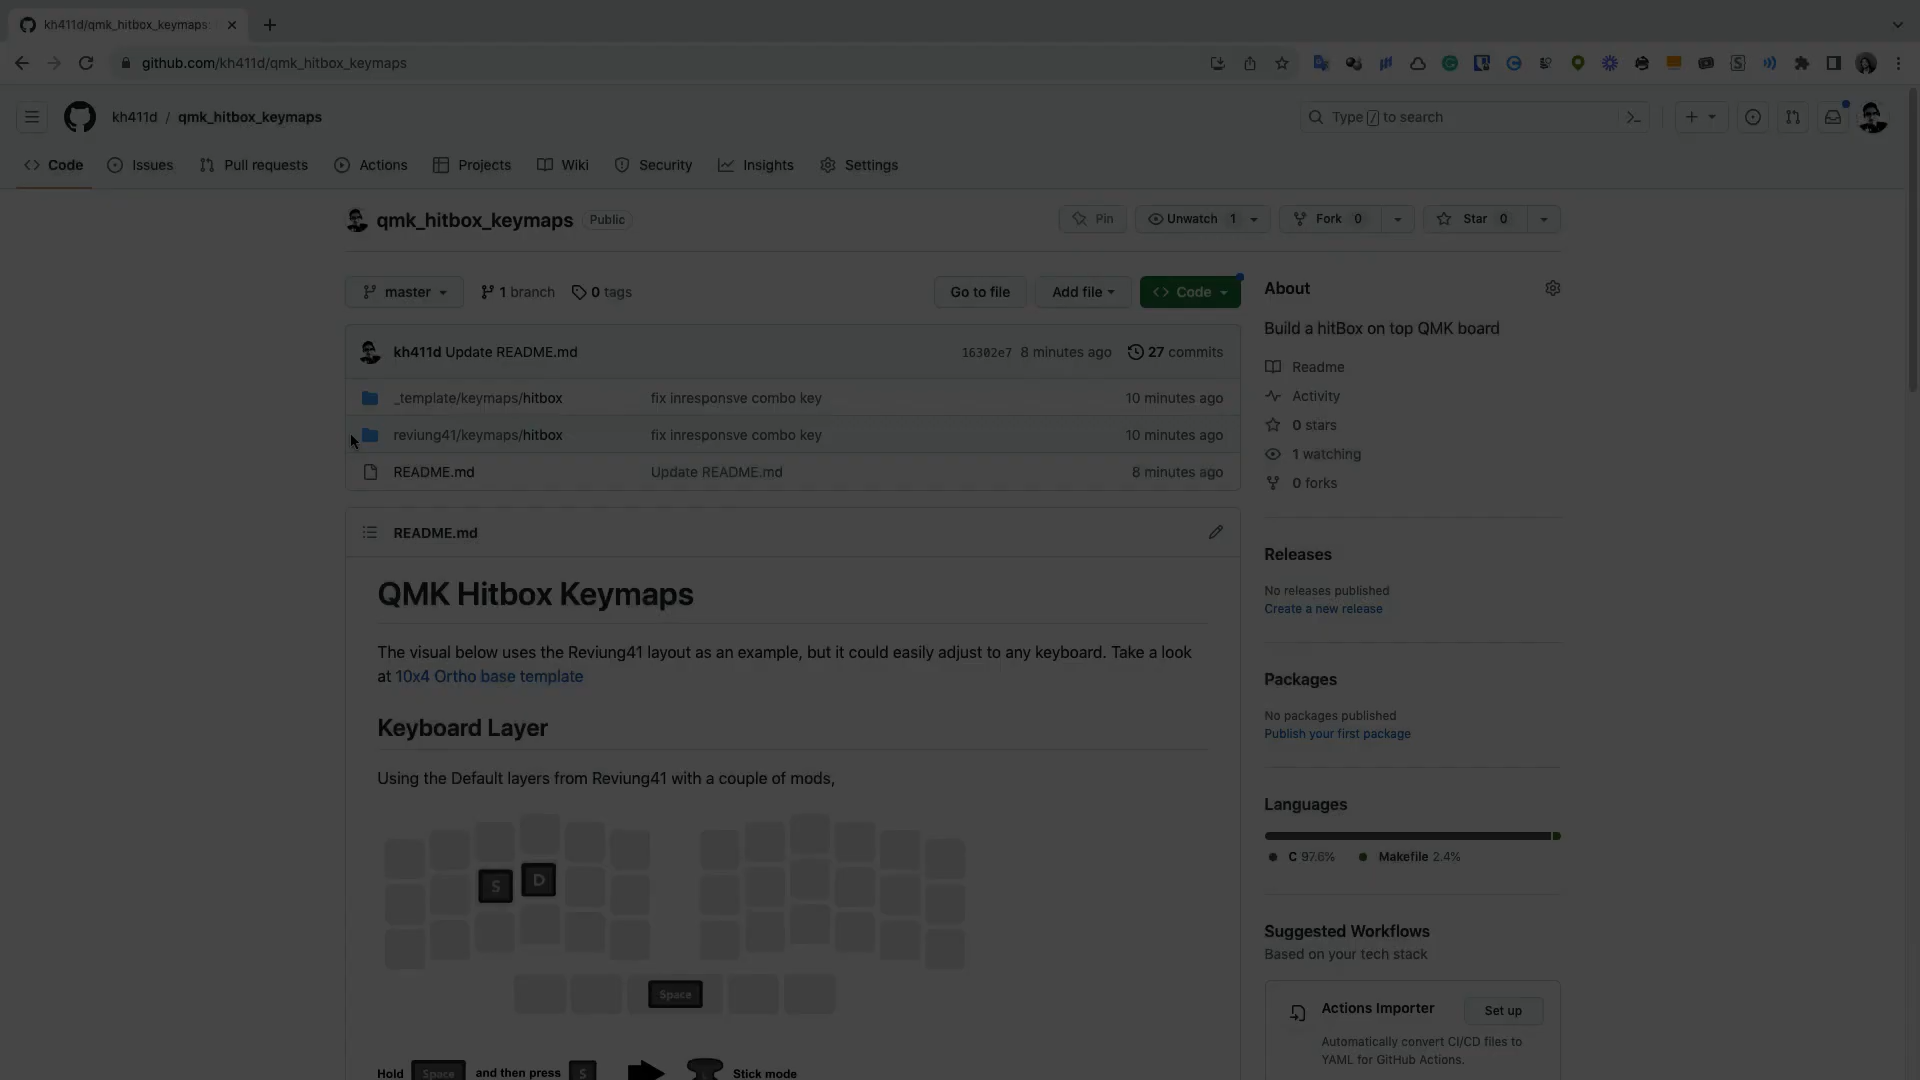 kh411d/qmk_hitbox_keymaps:
github.com/kh411d/qmk_hitbox_keymaps
kh411d / qmk_hitbox_keymaps
Type / to search
Code Issues Pull requests Actions Projects Wiki Security Insights Settings
qmk_hitbox_keymaps Public
Pin Unwatch 1 Fork 0 Star 0
master 1 branch 0 tags Go to file Add file Code
kh411d Update README.md 16302e7 8 minutes ago 27 commits
_template/keymaps/hitbox fix inresponsve combo key 10 minutes ago
reviung41/keymaps/hitbox fix inresponsve combo key 10 minutes ago
README.md Update README.md 8 minutes ago
README.md
QMK Hitbox Keymaps
The visual below uses the Reviung41 layout as an example, but it could easily adjust to any keyboard. Take a look
at 10x4 Ortho base template
Keyboard Layer
Using the Default layers from Reviung41 with a couple of mods,
S D
Space
Hold Space and then press S Stick mode
About
Build a hitBox on top QMK board
Readme
Activity
0 stars
1 watching
0 forks
Releases
No releases published
Create a new release
Packages
No packages published
Publish your first package
Languages
C 97.6% Makefile 2.4%
Suggested Workflows
Based on your tech stack
Actions Importer Set up
Automatically convert CI/CD files to
YAML for GitHub Actions.